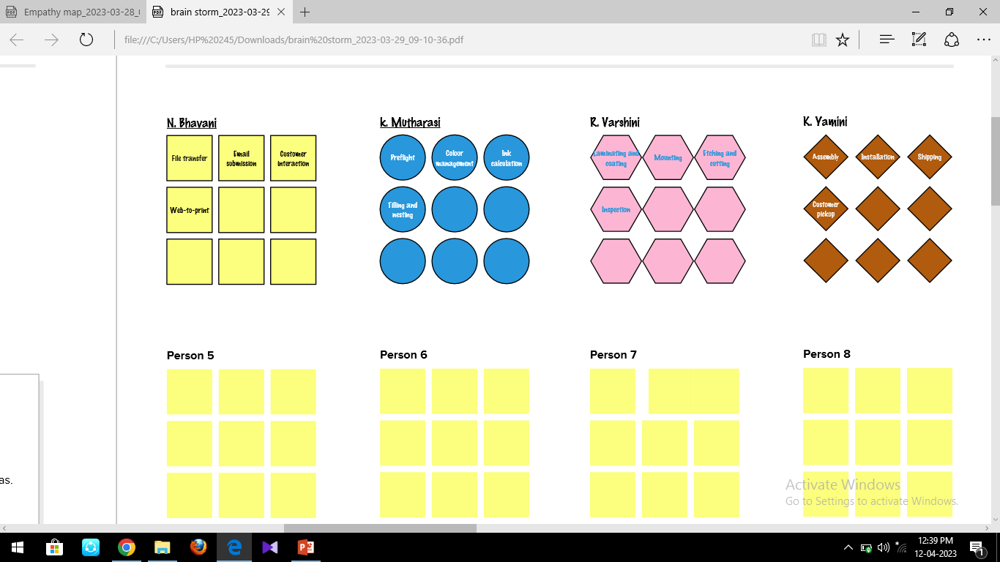 Empathy map_2023-03-28_
brain storm_2023-03-29
file:///C:/Users/HP%20245/Downloads/brain%20storm_2023-03-29_09-10-36.pdf
N. Bhavani
k. Mutharasi
R. Varshini
K. Yamini
File transfer
Email
submission
Customer
interaction
Web-to-print
Preflight
Colour
management
Ink
calculation
Tilling and
nesting
Laminating and
coating
Mounting
Etching and
cutting
Inspection
Assembly
Installation
Shipping
Customer
pickup
Person 5
Person 6
Person 7
Person 8
as.
Activate Windows
Go to Settings to activate Windows.
12:39 PM
12-04-2023
1